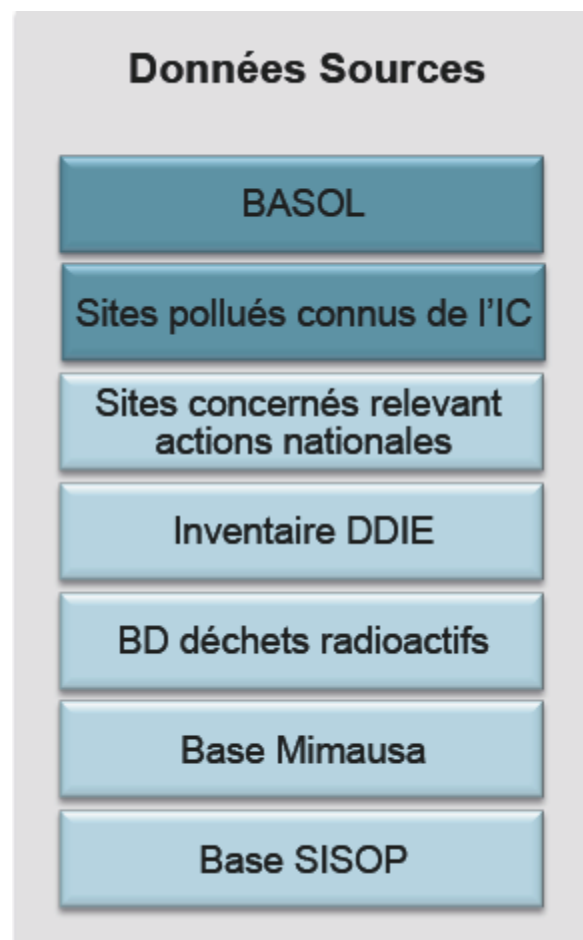 Données Sources
BASOL
Sites pollués connus de l'IC
Sites concernés relevant
actions nationales
Inventaire DDIE
BD déchets radioactifs
Base Mimausa
Base SISOP